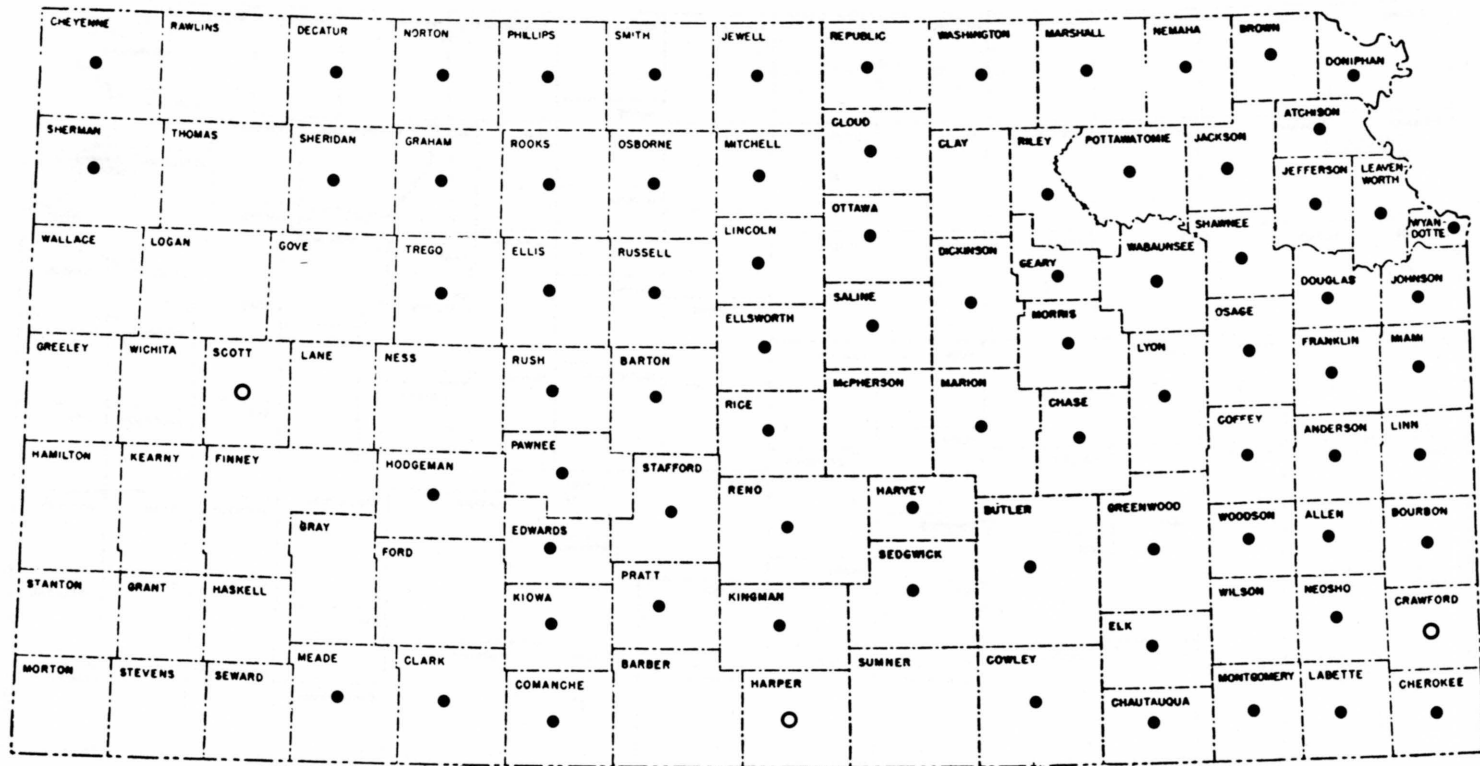 CHEYENNE
RAWLINS
DECATUR
NORTON
PHILLIPS
SMITH
JEWELL
REPUBLIC
WASHINGTON
MARSHALL
NEMAHA
BROWN
DONIPHAN
SHERMAN
THOMAS
SHERIDAN
GRAHAM
ROOKS
OSBORNE
MITCHELL
CLOUD
CLAY
RILEY
POTTAWATOMIE
JACKSON
ATCHISON
JEFFERSON
LEAVEN
WORTH
WYAN
DOTTE
WALLACE
LOGAN
GOVE
TREGO
ELLIS
RUSSELL
LINCOLN
OTTAWA
DICKINSON
GEARY
WABAUNSEE
SHAWNEE
DOUGLAS
JOHNSON
GREELEY
WICHITA
SCOTT
LANE
NESS
RUSH
BARTON
ELLSWORTH
SALINE
MORRIS
LYON
OSAGE
FRANKLIN
MIAMI
RICE
McPHERSON
MARION
CHASE
COFFEY
ANDERSON
LINN
HAMILTON
KEARNY
FINNEY
HODGEMAN
PAWNEE
STAFFORD
RENO
HARVEY
BUTLER
GREENWOOD
WOODSON
ALLEN
BOURBON
GRAY
FORD
EDWARDS
PRATT
SEDGWICK
STANTON
GRANT
HASKELL
KIOWA
KINGMAN
ELK
WILSON
NEOSHO
CRAWFORD
MORTON
STEVENS
SEWARD
MEADE
CLARK
COMANCHE
BARBER
HARPER
SUMNER
COWLEY
CHAUTAUQUA
MONTGOMERY
LABETTE
CHEROKEE